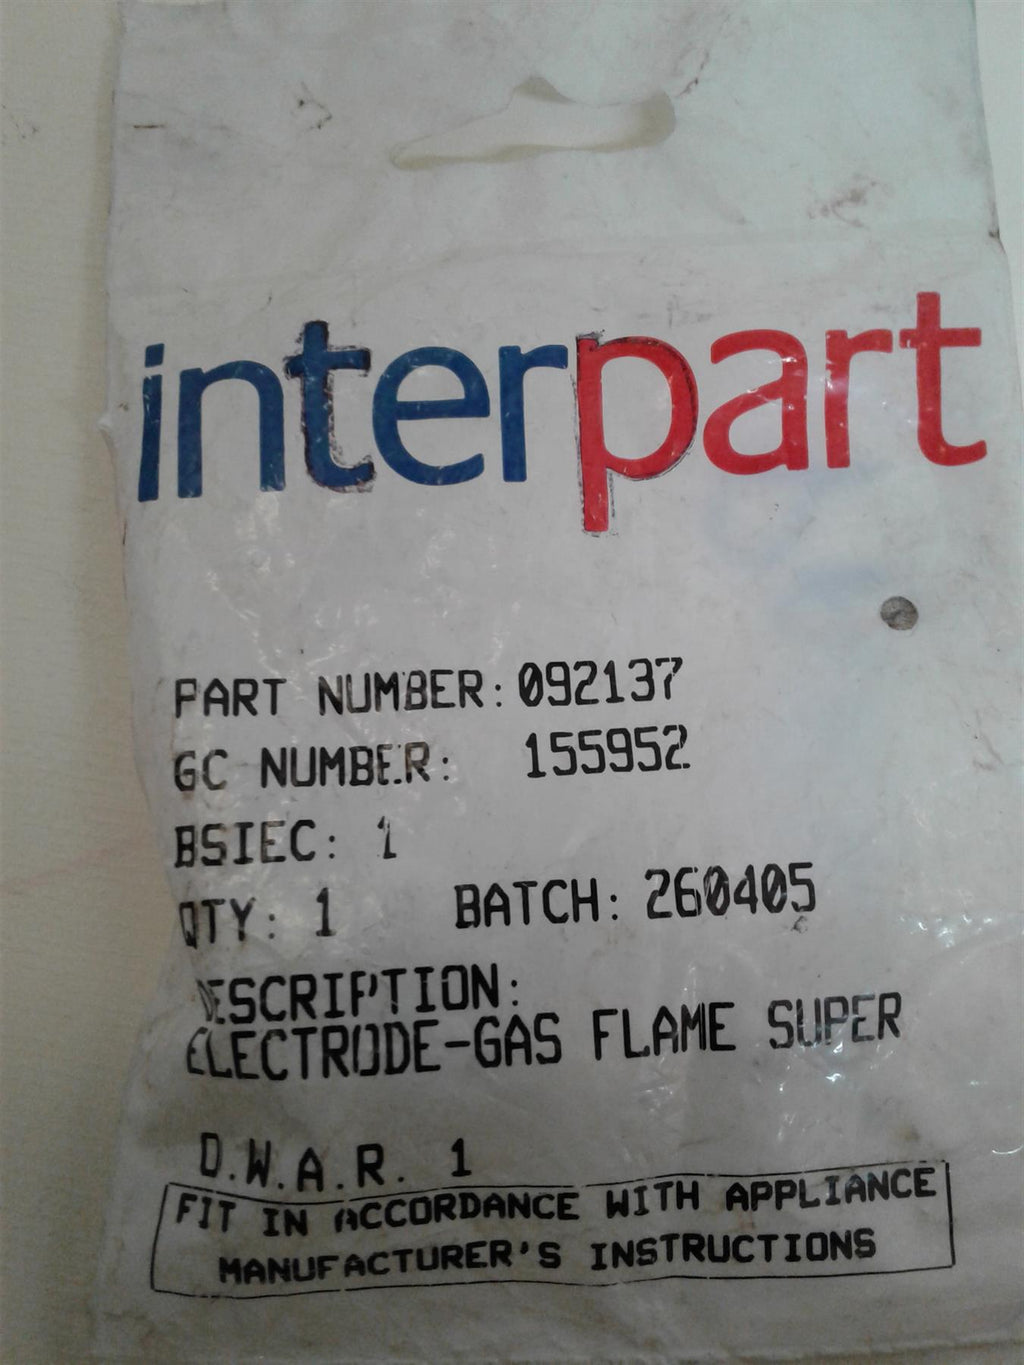 interpart
PART NUMBER: 092137
GC NUMBER: 155952
BSIEC: 1
QTY: 1 BATCH: 260405
DESCRIPTION:
ELECTRODE-GAS FLAME SUPER
D.W.A.R. 1
FIT IN ACCORDANCE WITH APPLIANCE
MANUFACTURER'S INSTRUCTIONS